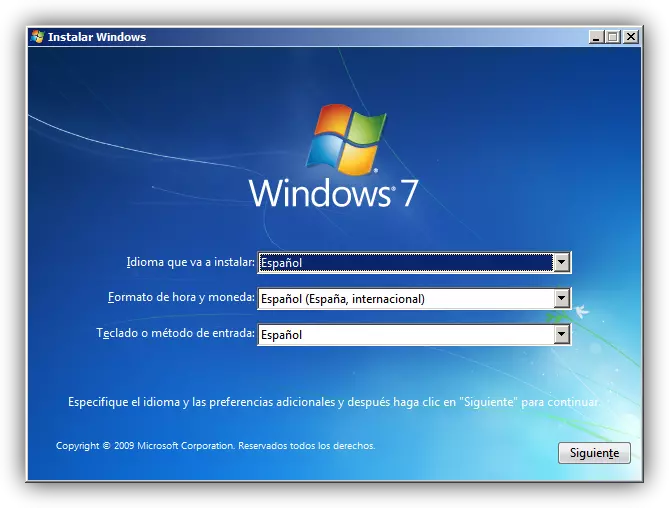 Instalar Windows
Windows® 7
Idioma que va a instalar: Español
Formato de hora y moneda: Español (España, internacional)
Teclado o método de entrada: Español
Especifique el idioma y las preferencias adicionales y después haga clic en "Siguiente" para continuar.
Copyright © 2009 Microsoft Corporation. Reservados todos los derechos.
Siguiente